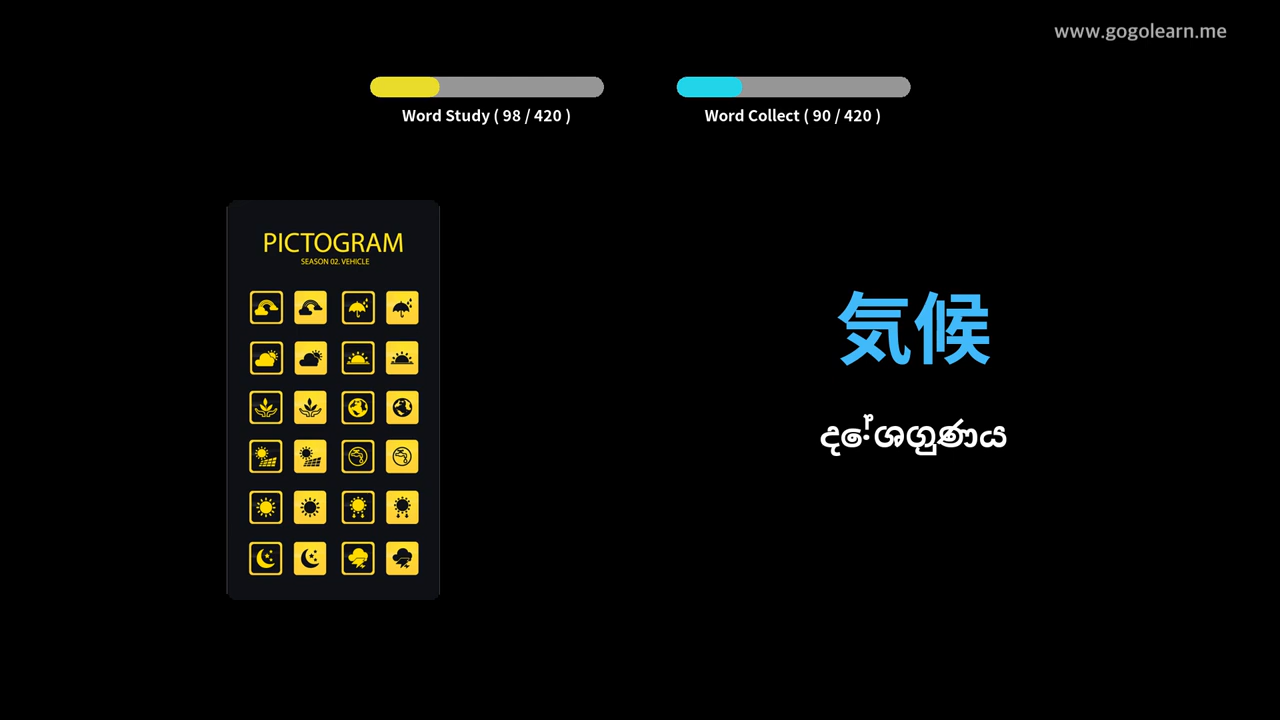 www.gogolearn.me
Word Study ( 98 / 420 )
Word Collect ( 90 / 420 )
PICTOGRAM
SEASON 02. VEHICLE
気候
දේශගුණය